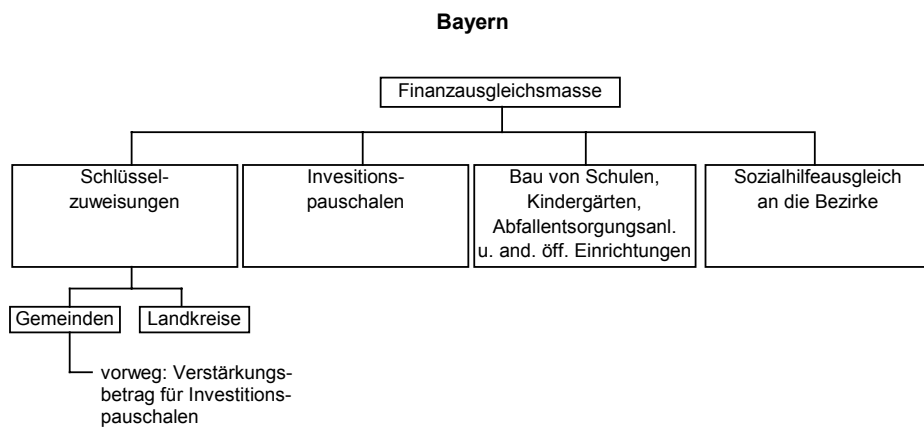 Bayern
Finanzausgleichsmasse
Schlüssel-
zuweisungen
Invesitions-
pauschalen
Bau von Schulen,
Kindergärten,
Abfallentsorgungsanl.
u. and. öff. Einrichtungen
Sozialhilfeausgleich
an die Bezirke
Gemeinden
Landkreise
vorweg: Verstärkungs-
betrag für Investitions-
pauschalen